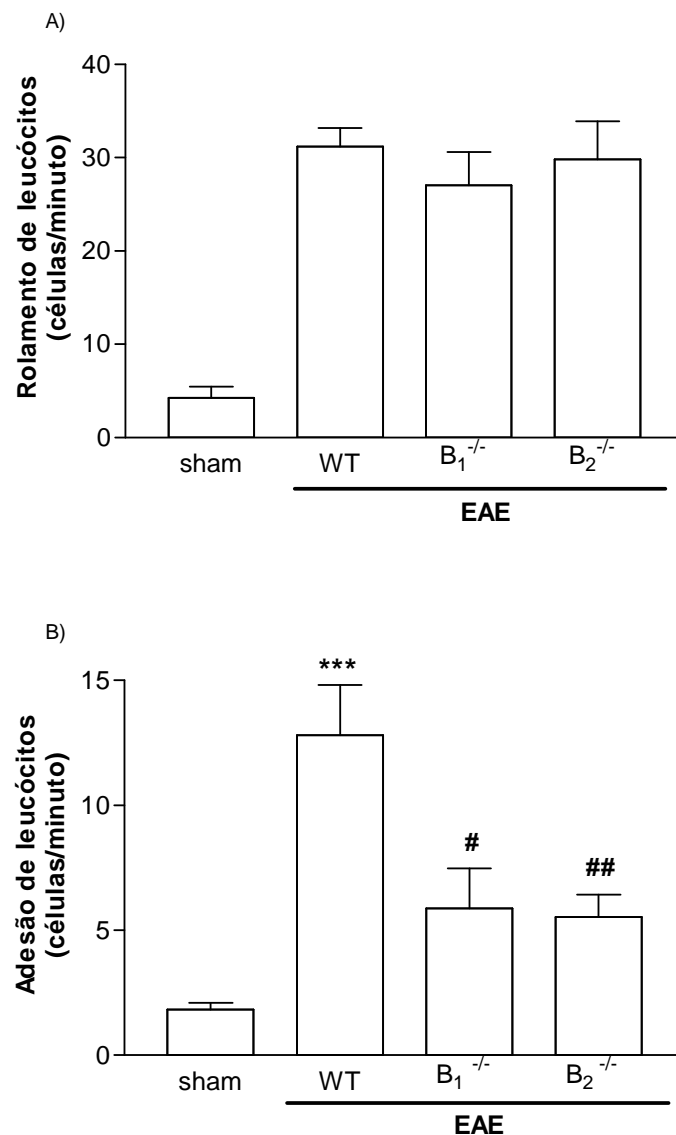 A)
Rolamento de leucócitos
(células/minuto)
40
30
20
10
0
sham WT B₁⁻/⁻ B₂⁻/⁻
EAE
B)
Adesão de leucócitos
(células/minuto)
15
10
5
0
***
#
##
sham WT B₁⁻/⁻ B₂⁻/⁻
EAE